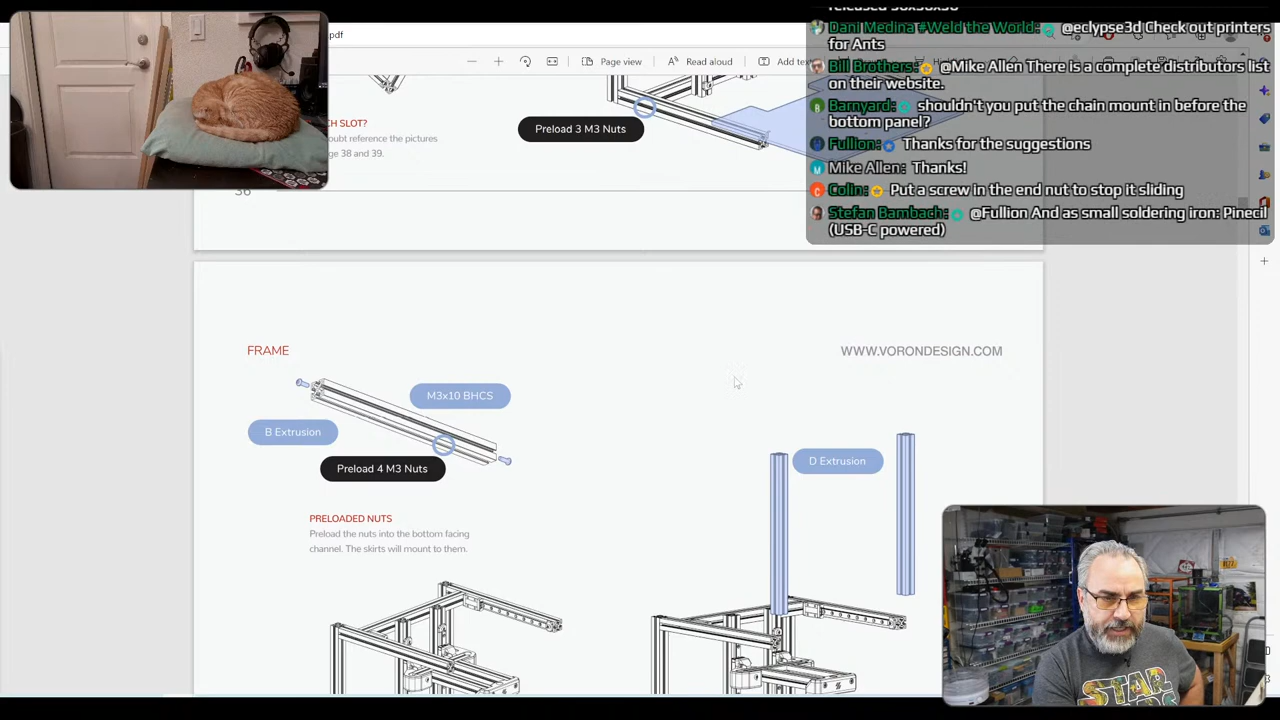 .pdf
Page view
Read aloud
Add text
released
Dani Medina #Weld the World: @eclypse3d Check out printers
for Ants
Bill Brothers: @Mike Allen There is a complete distributors list
on their website.
Barnyard: shouldn't you put the chain mount in before the
bottom panel?
Fullion: Thanks for the suggestions
Mike Allen: Thanks!
Colin: Put a screw in the end nut to stop it sliding
Stefan Bambach: @Fullion And as small soldering iron: Pinecil
(USB-C powered)
CH SLOT?
oubt reference the pictures
ge 38 and 39.
Preload 3 M3 Nuts
36
FRAME
WWW.VORONDESIGN.COM
M3x10 BHCS
B Extrusion
Preload 4 M3 Nuts
D Extrusion
PRELOADED NUTS
Preload the nuts into the bottom facing
channel. The skirts will mount to them.
STAR